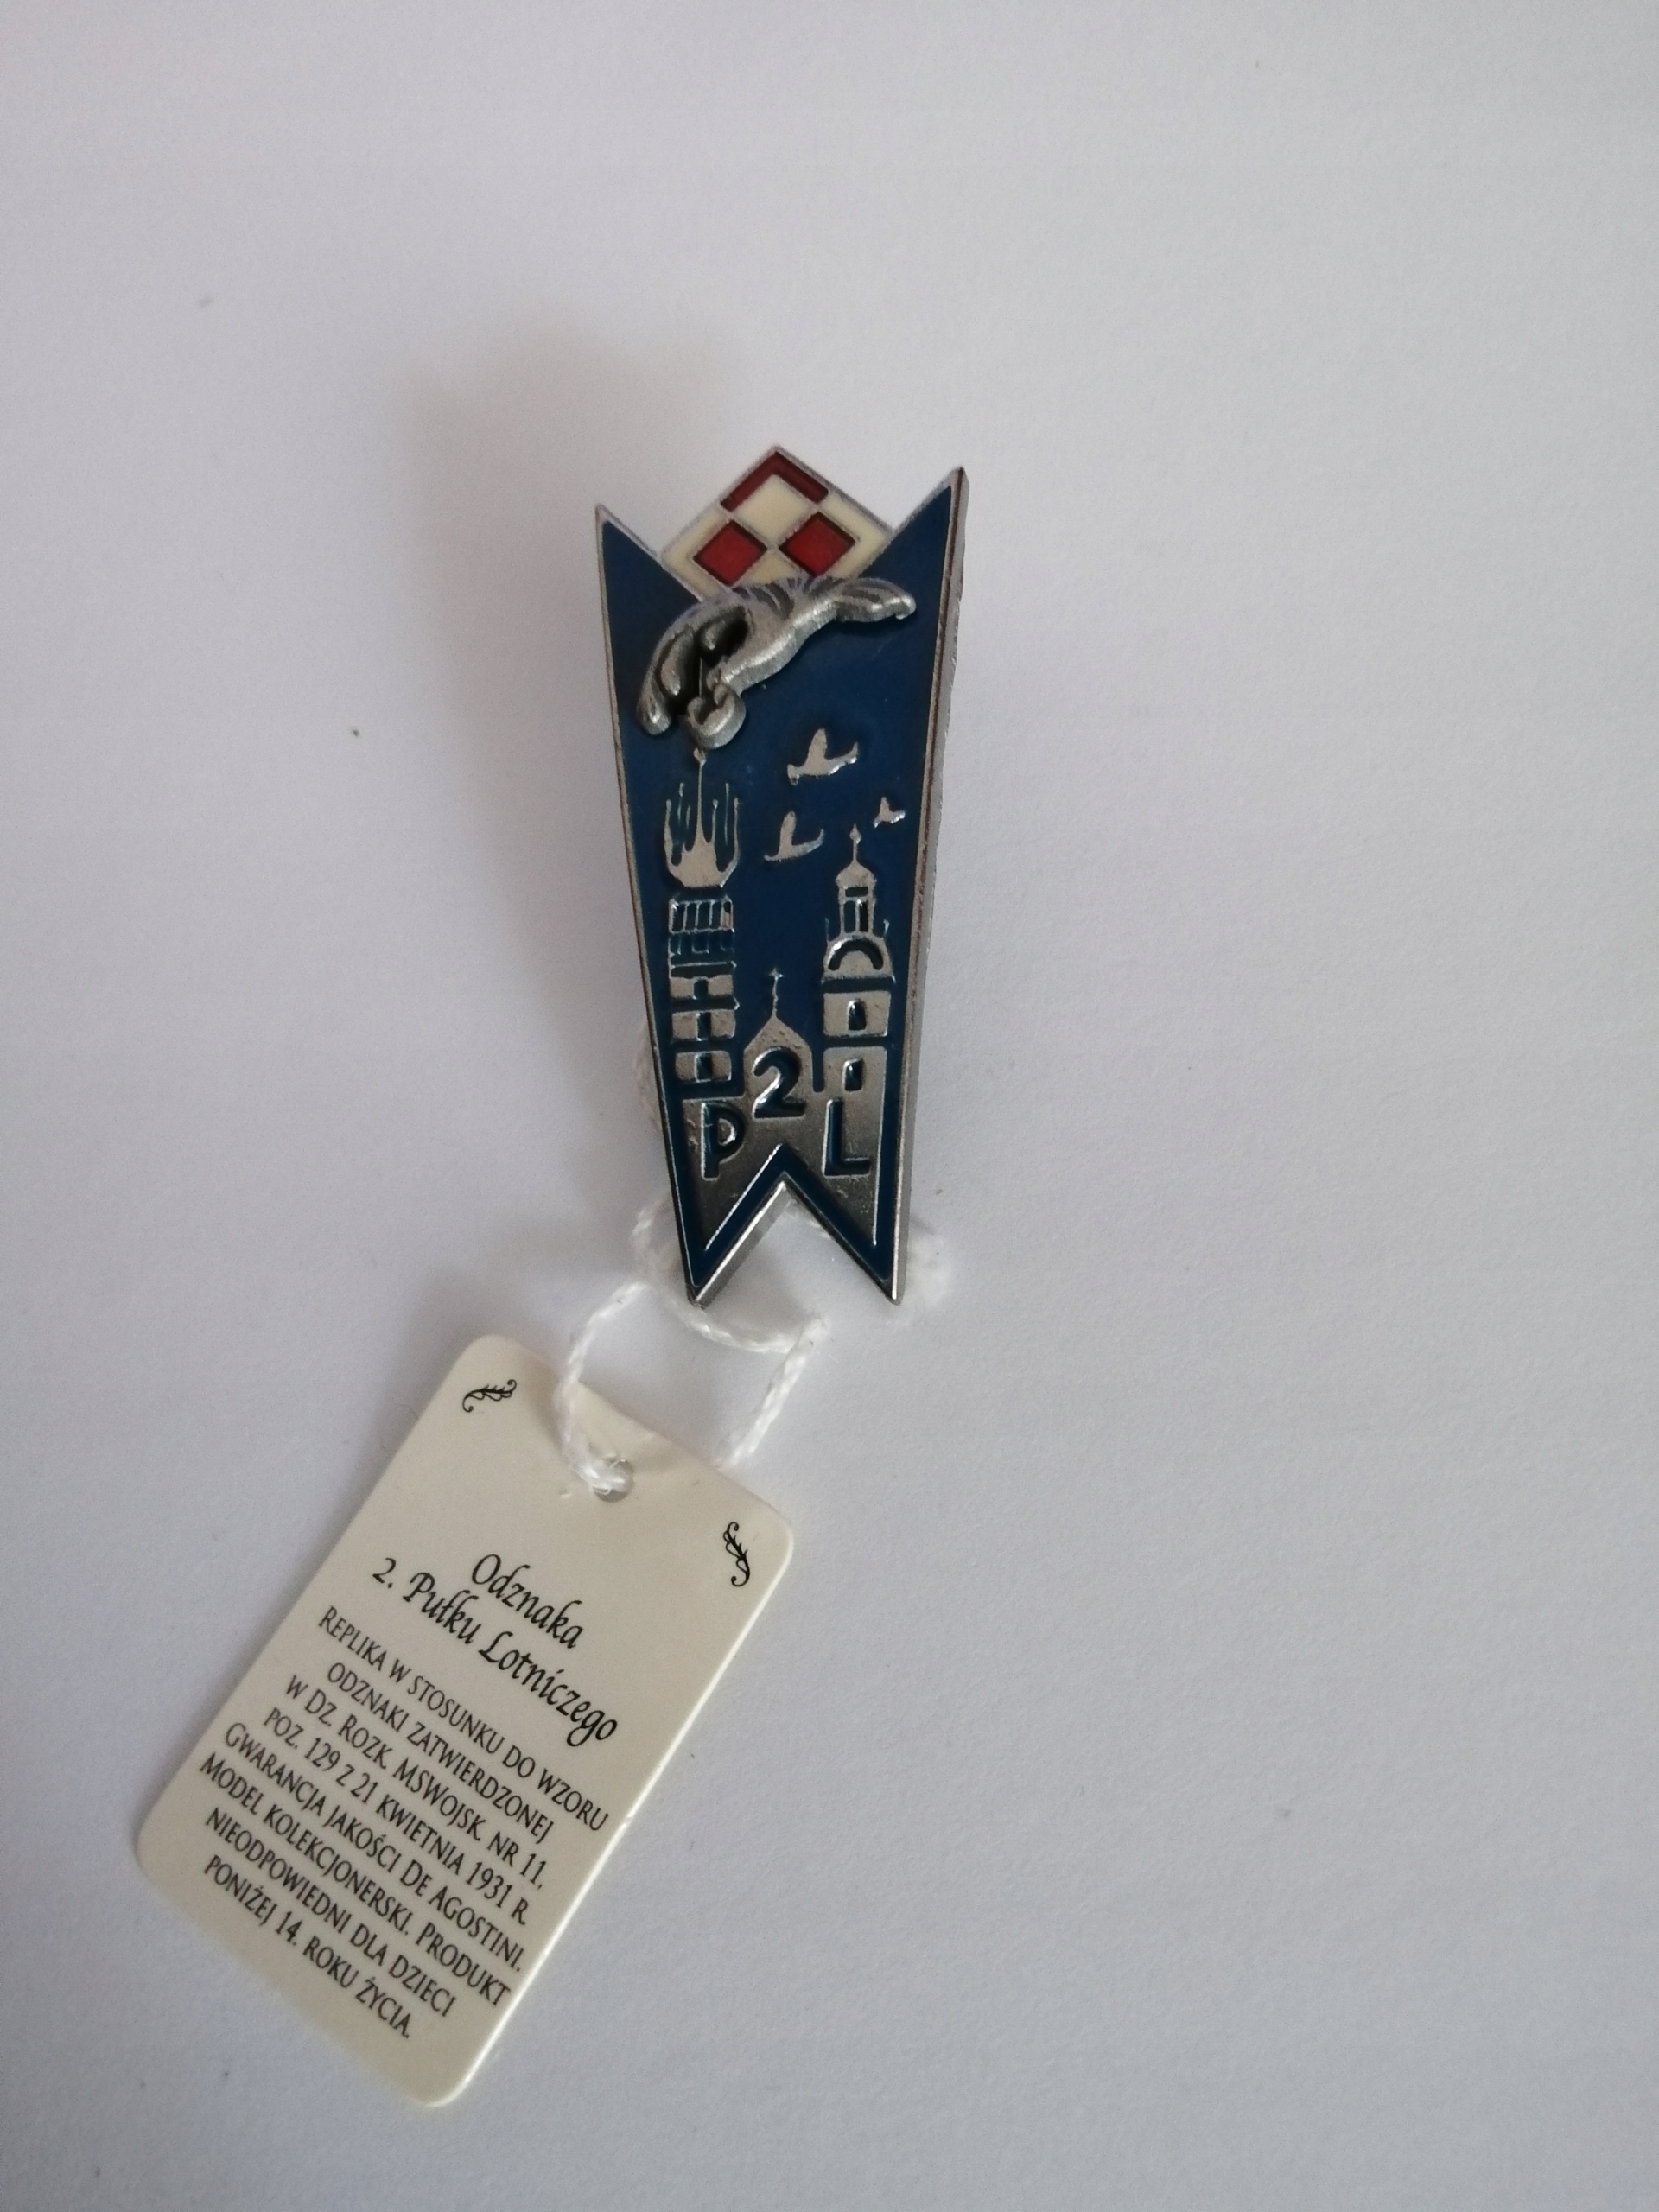 2
P L
Odznaka
2. Pułku Lotniczego
REPLIKA W STOSUNKU DO WZORU
ODZNAKI ZATWIERDZONEJ
W DZ. ROZK. MSWOJSK. NR 11,
POZ. 129 Z 21 KWIETNIA 1931 R.
GWARANCJA JAKOŚCI DE AGOSTINI.
MODEL KOLEKCJONERSKI. PRODUKT
NIEODPOWIEDNI DLA DZIECI
PONIŻEJ 14. ROKU ŻYCIA.